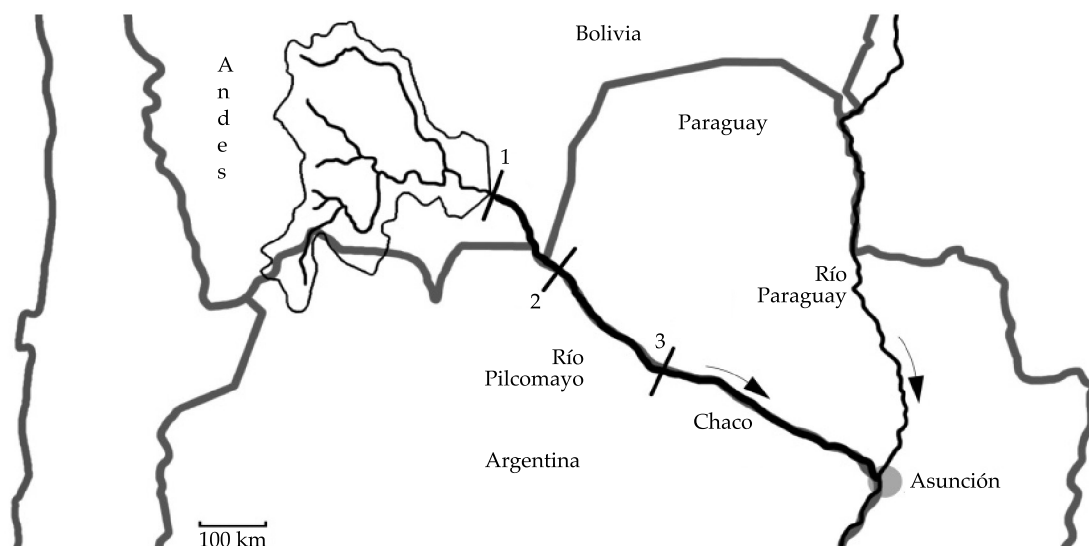 Bolivia
A
n
d
e
s
Paraguay
1
Río
Paraguay
2
3
Río
Pilcomayo
Chaco
Argentina
Asunción
100 km